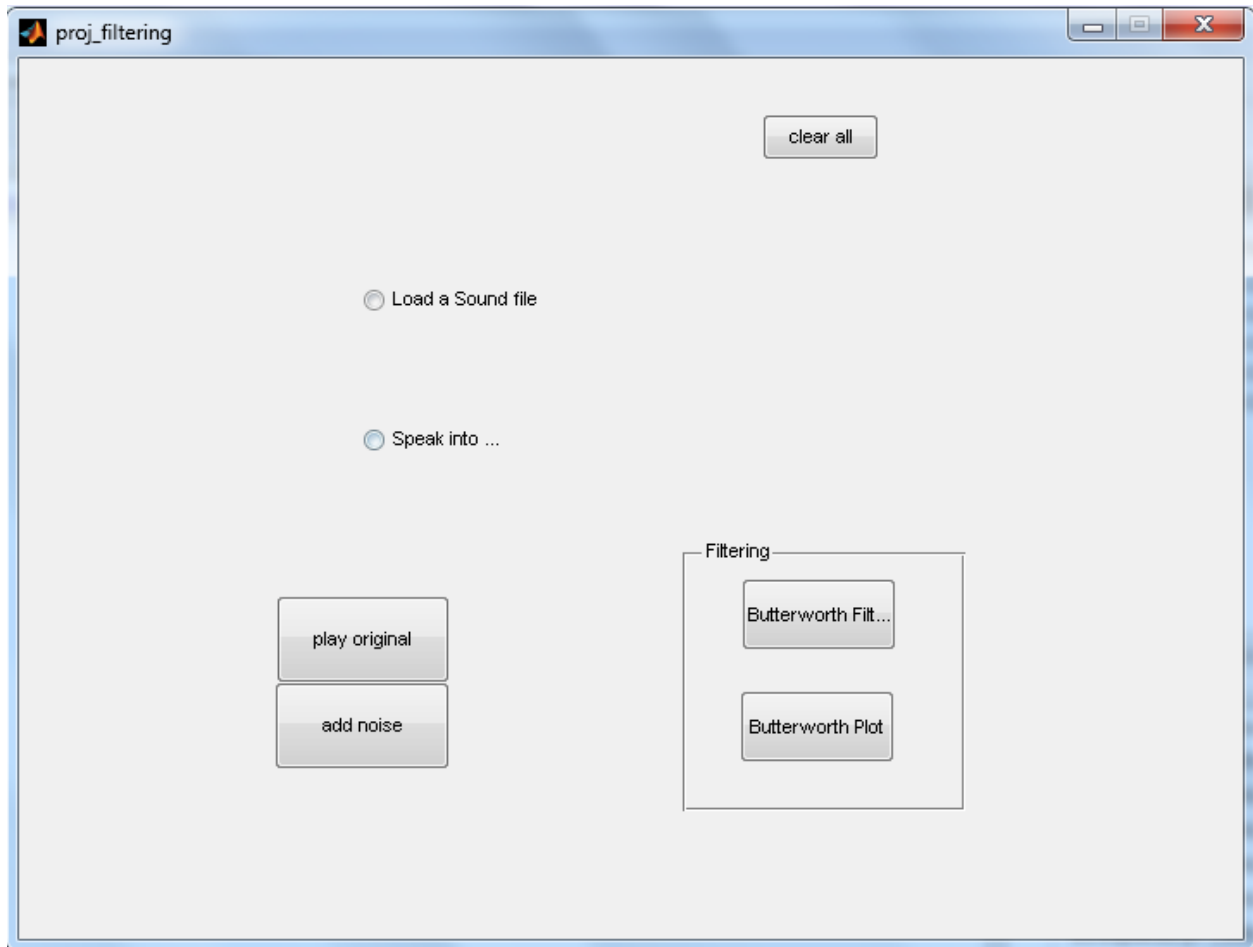 proj_filtering
clear all
Load a Sound file
Speak into ...
Filtering
Butterworth Filt...
play original
add noise
Butterworth Plot